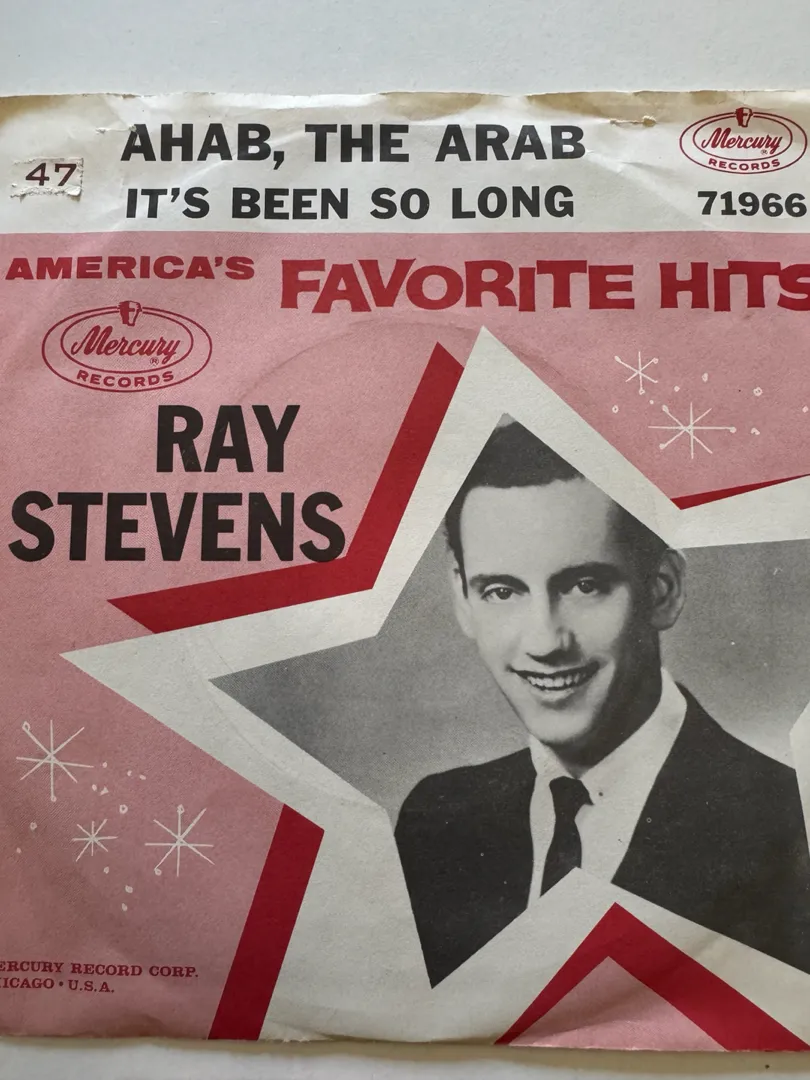 AHAB, THE ARAB
IT'S BEEN SO LONG
47
Mercury
RECORDS
71966
AMERICA'S FAVORITE HITS
Mercury
RECORDS
RAY
STEVENS
ERCURY RECORD CORP.
ICAGO • U.S.A.